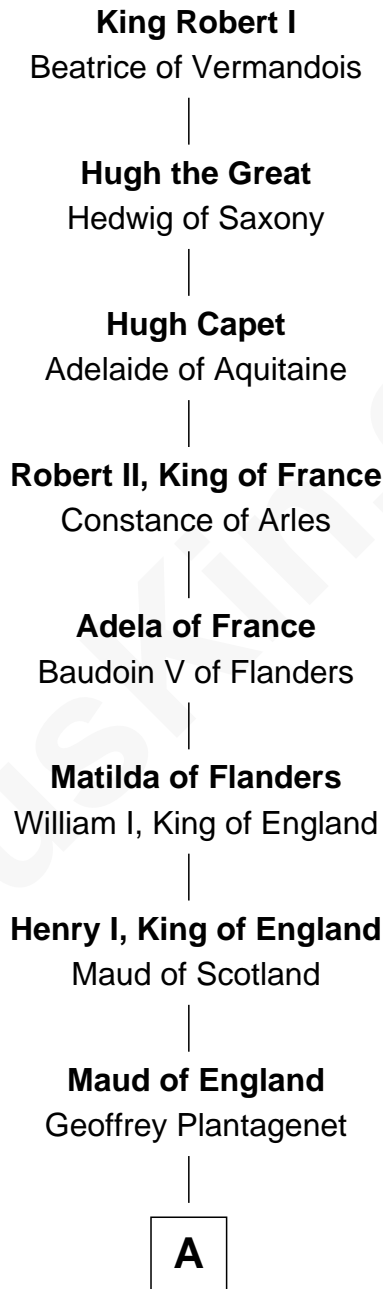 King Robert I
Beatrice of Vermandois
Hugh the Great
Hedwig of Saxony
Hugh Capet
Adelaide of Aquitaine
Robert II, King of France
Constance of Arles
Adela of France
Baudoin V of Flanders
Matilda of Flanders
William I, King of England
Henry I, King of England
Maud of Scotland
Maud of England
Geoffrey Plantagenet
A